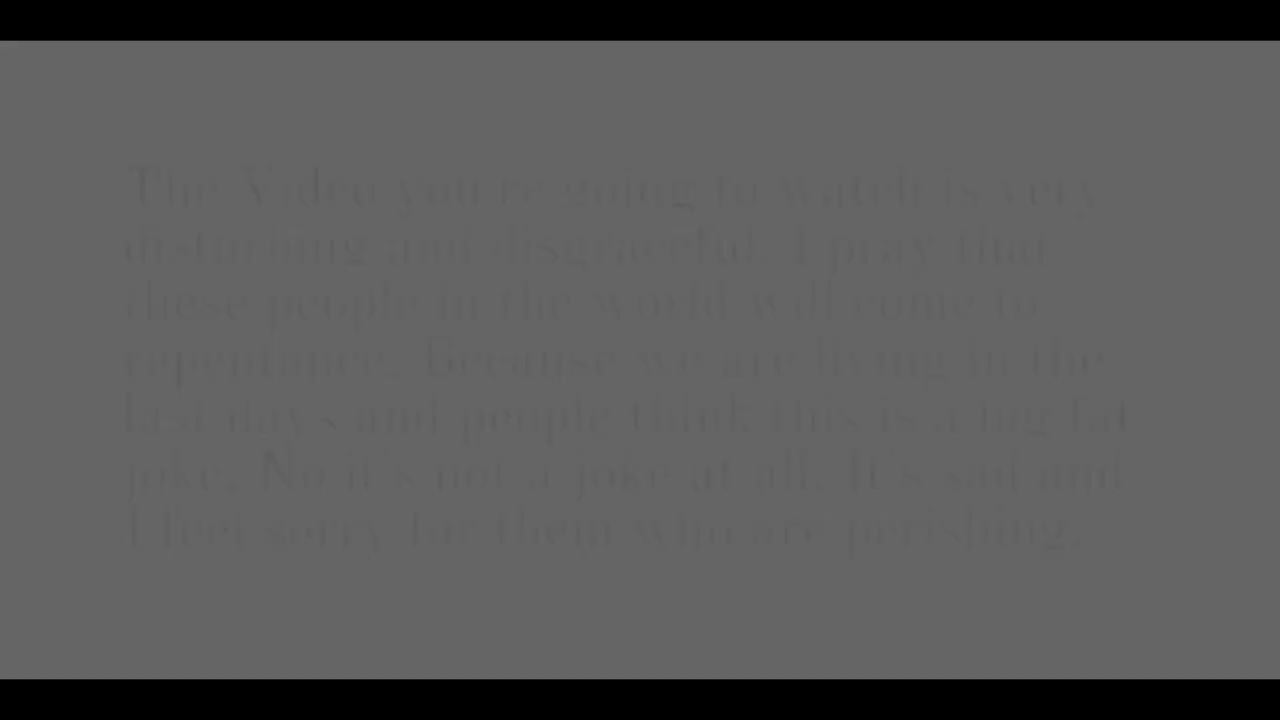 The Video you're going to watch is very
disturbing and disgraceful. I pray that
these people in the world will come to
repentance. Because we are living in the
last days and people think this is a big fat
joke. No it's not a joke at all. It's sad and
I feel sorry for them who are perishing.